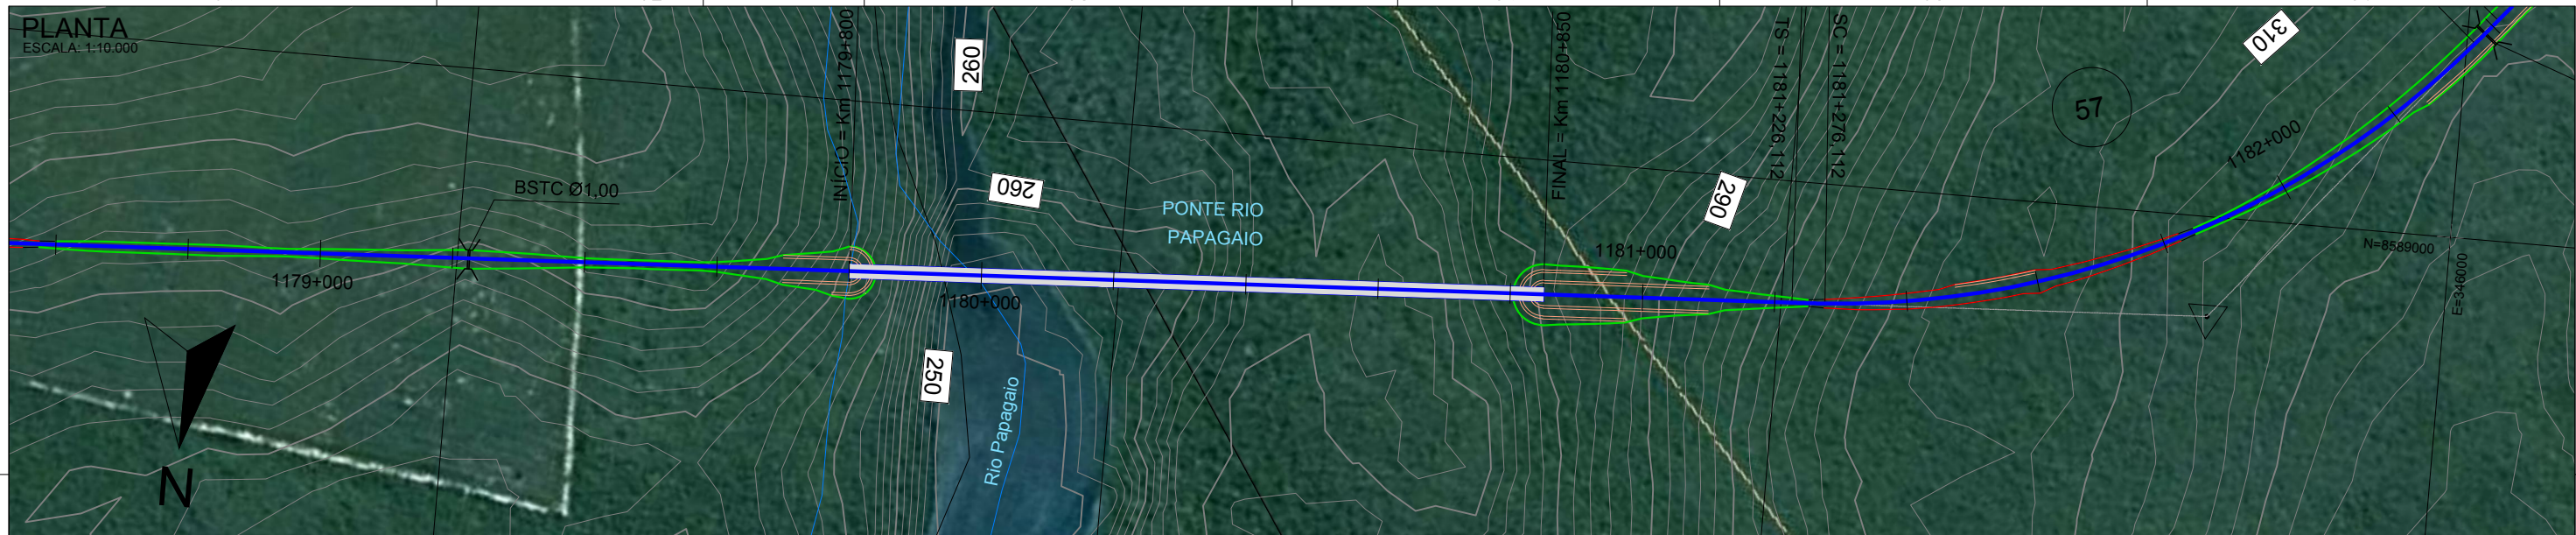 PLANTA
ESCALA: 1:10.000
INÍCIO = Km 1179+800
260
FINAL = Km 1180+850
TS = 1181+226,112
SC = 1181+276,112
57
310
1182+000
BSTC Ø1,00
260
PONTE RIO
PAPAGAIO
290
1181+000
N=8589000
E=346000
1179+000
1180+000
250
Rio Papagaio
N